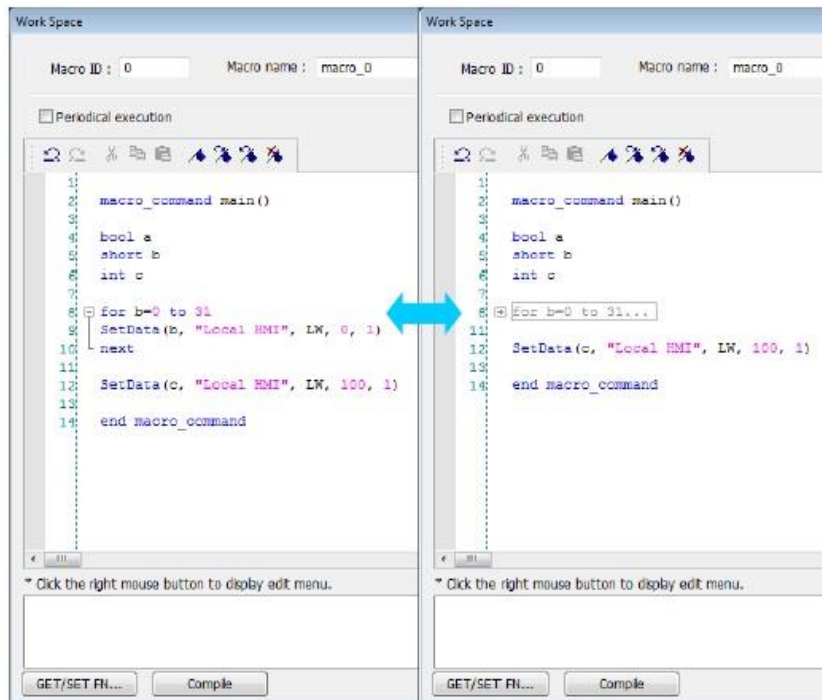 Work Space
Macro ID : 0 Macro name : macro_0
Periodical execution
1
2 macro_command main()
3
4 bool a
5 short b
6 int c
7
8 for b=0 to 31
9 SetData(b, "Local HMI", LW, 0, 1)
10 next
11
12 SetData(c, "Local HMI", LW, 100, 1)
13
14 end macro_command
* Click the right mouse button to display edit menu.
GET/SET FN... Compile
Work Space
Macro ID : 0 Macro name : macro_0
Periodical execution
1
2 macro_command main()
3
4 bool a
5 short b
6 int c
7
8 for b=0 to 31...
11
12 SetData(c, "Local HMI", LW, 100, 1)
13
14 end macro_command
* Click the right mouse button to display edit menu.
GET/SET FN... Compile